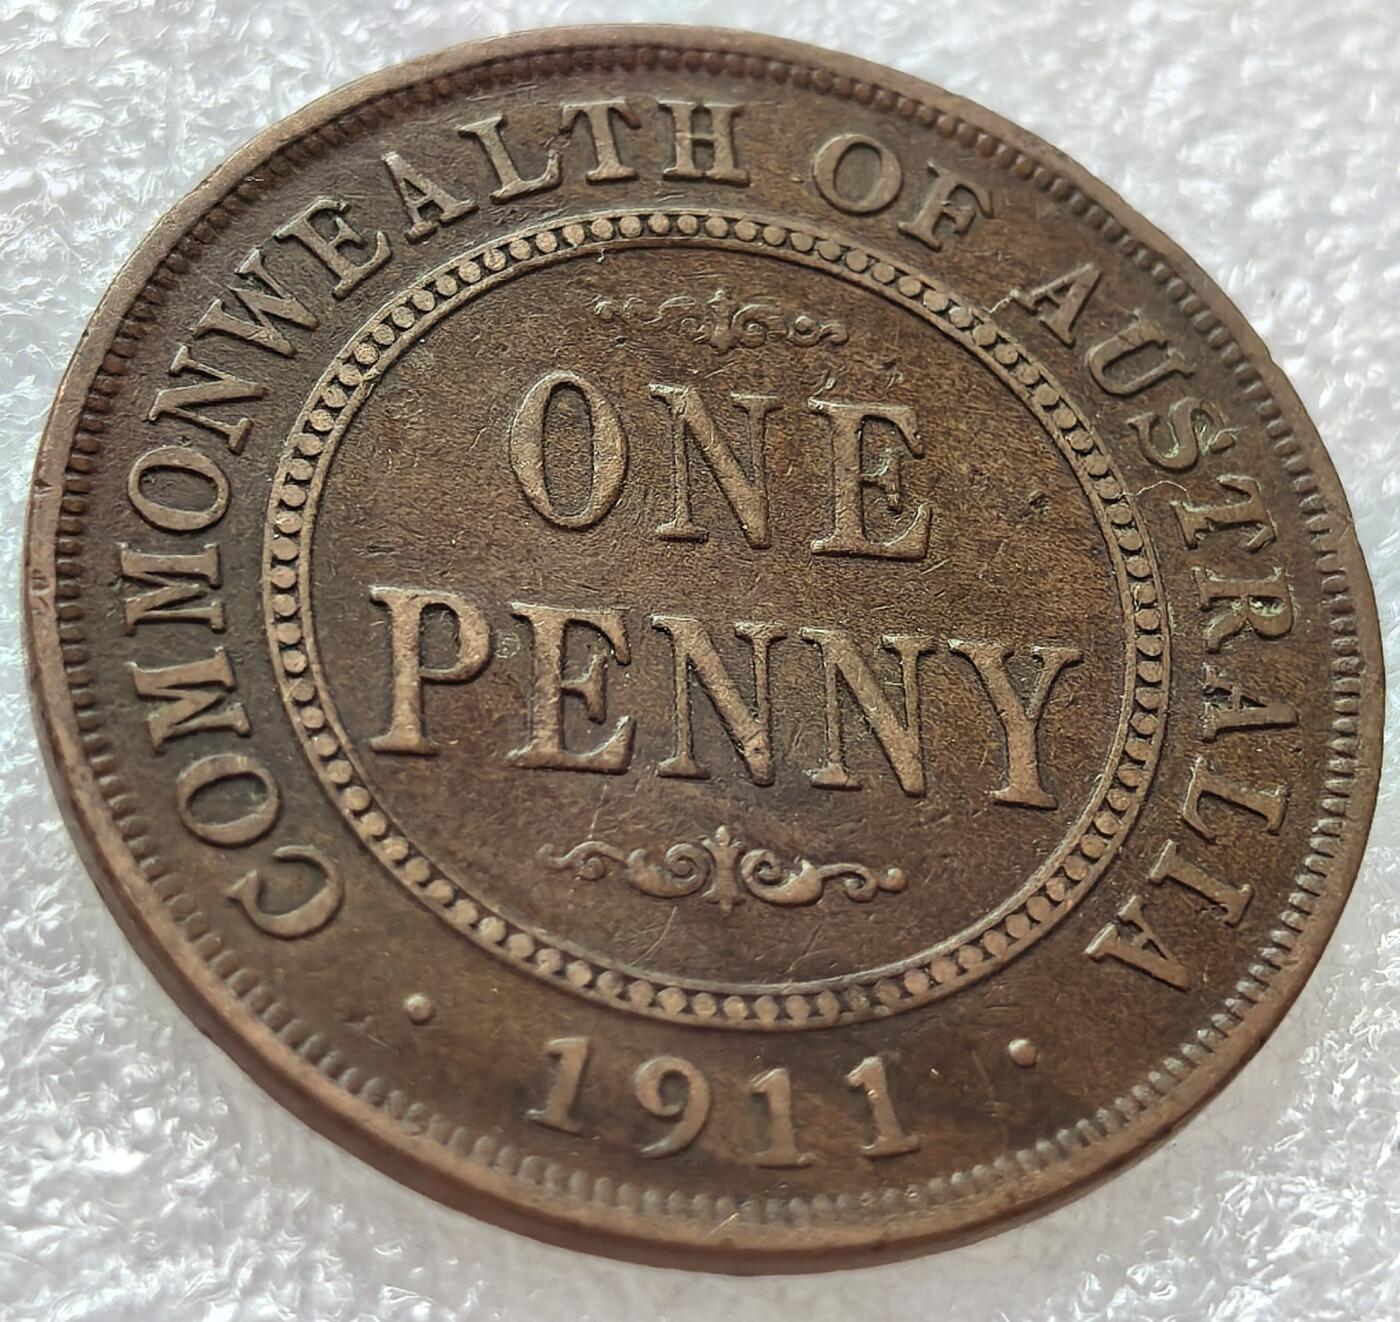 COMMONWEALTH OF AUSTRALIA
ONE
PENNY
· 1911 ·